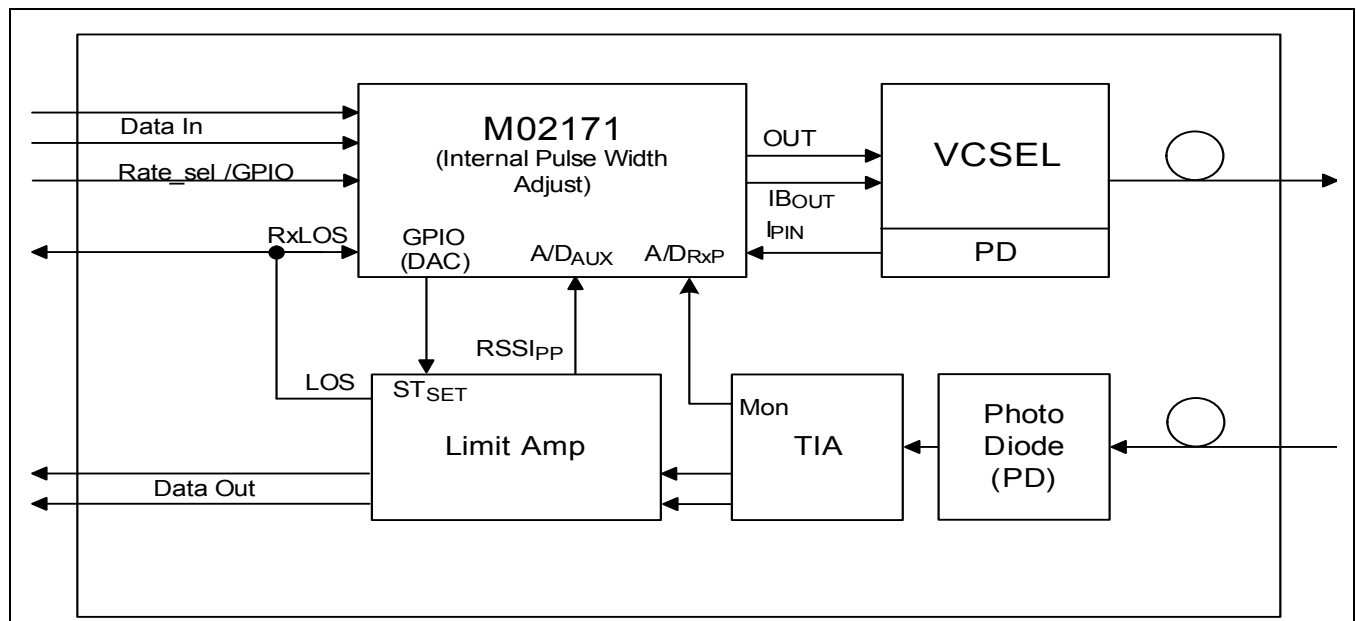 Data In
Rate_sel /GPIO
RxLOS
M02171
(Internal Pulse Width
Adjust)
GPIO
(DAC)
A/DAUX
A/DRxP
OUT
IBOUT
IPIN
VCSEL
PD
RSSIPP
LOS
STSET
Limit Amp
Mon
TIA
Photo
Diode
(PD)
Data Out